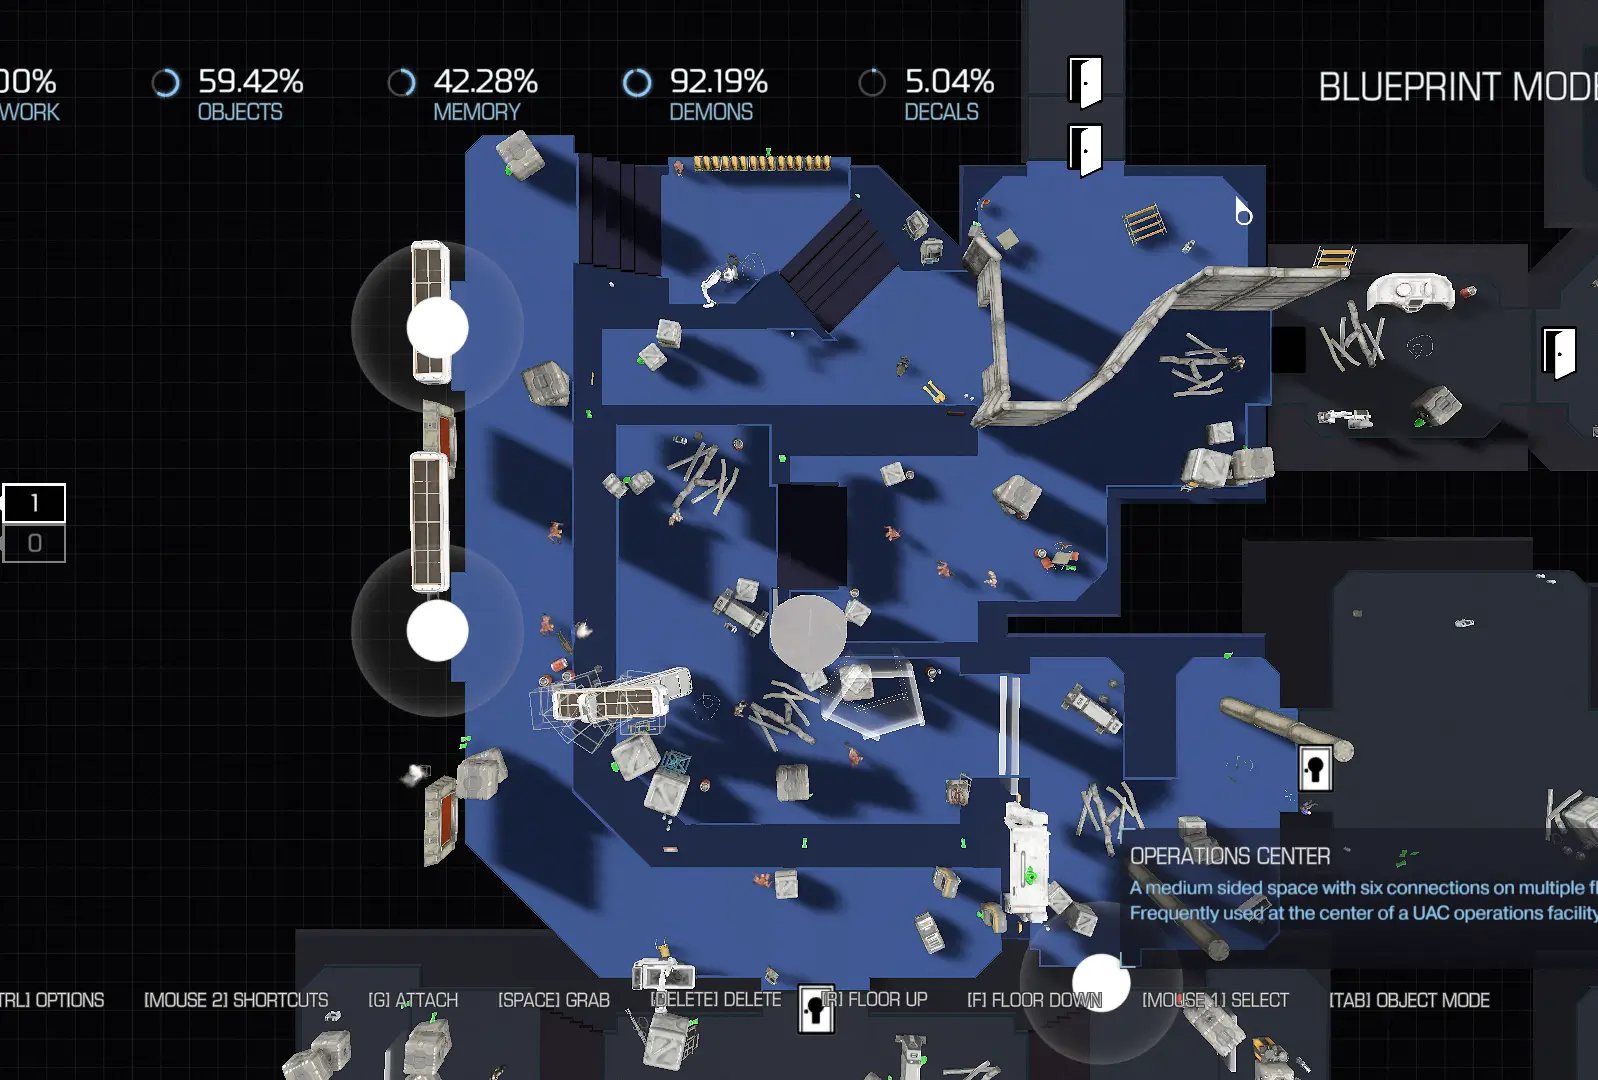 00% 59.42% 42.28% 92.19% 5.04%
WORK OBJECTS MEMORY DEMONS DECALS
BLUEPRINT MODE
1
0
OPERATIONS CENTER
A medium sided space with six connections on multiple fl
Frequently used at the center of a UAC operations facility
TRL] OPTIONS [MOUSE 2] SHORTCUTS [G] ATTACH [SPACE] GRAB [DELETE] DELETE [R] FLOOR UP [F] FLOOR DOWN [MOUSE 1] SELECT [TAB] OBJECT MODE